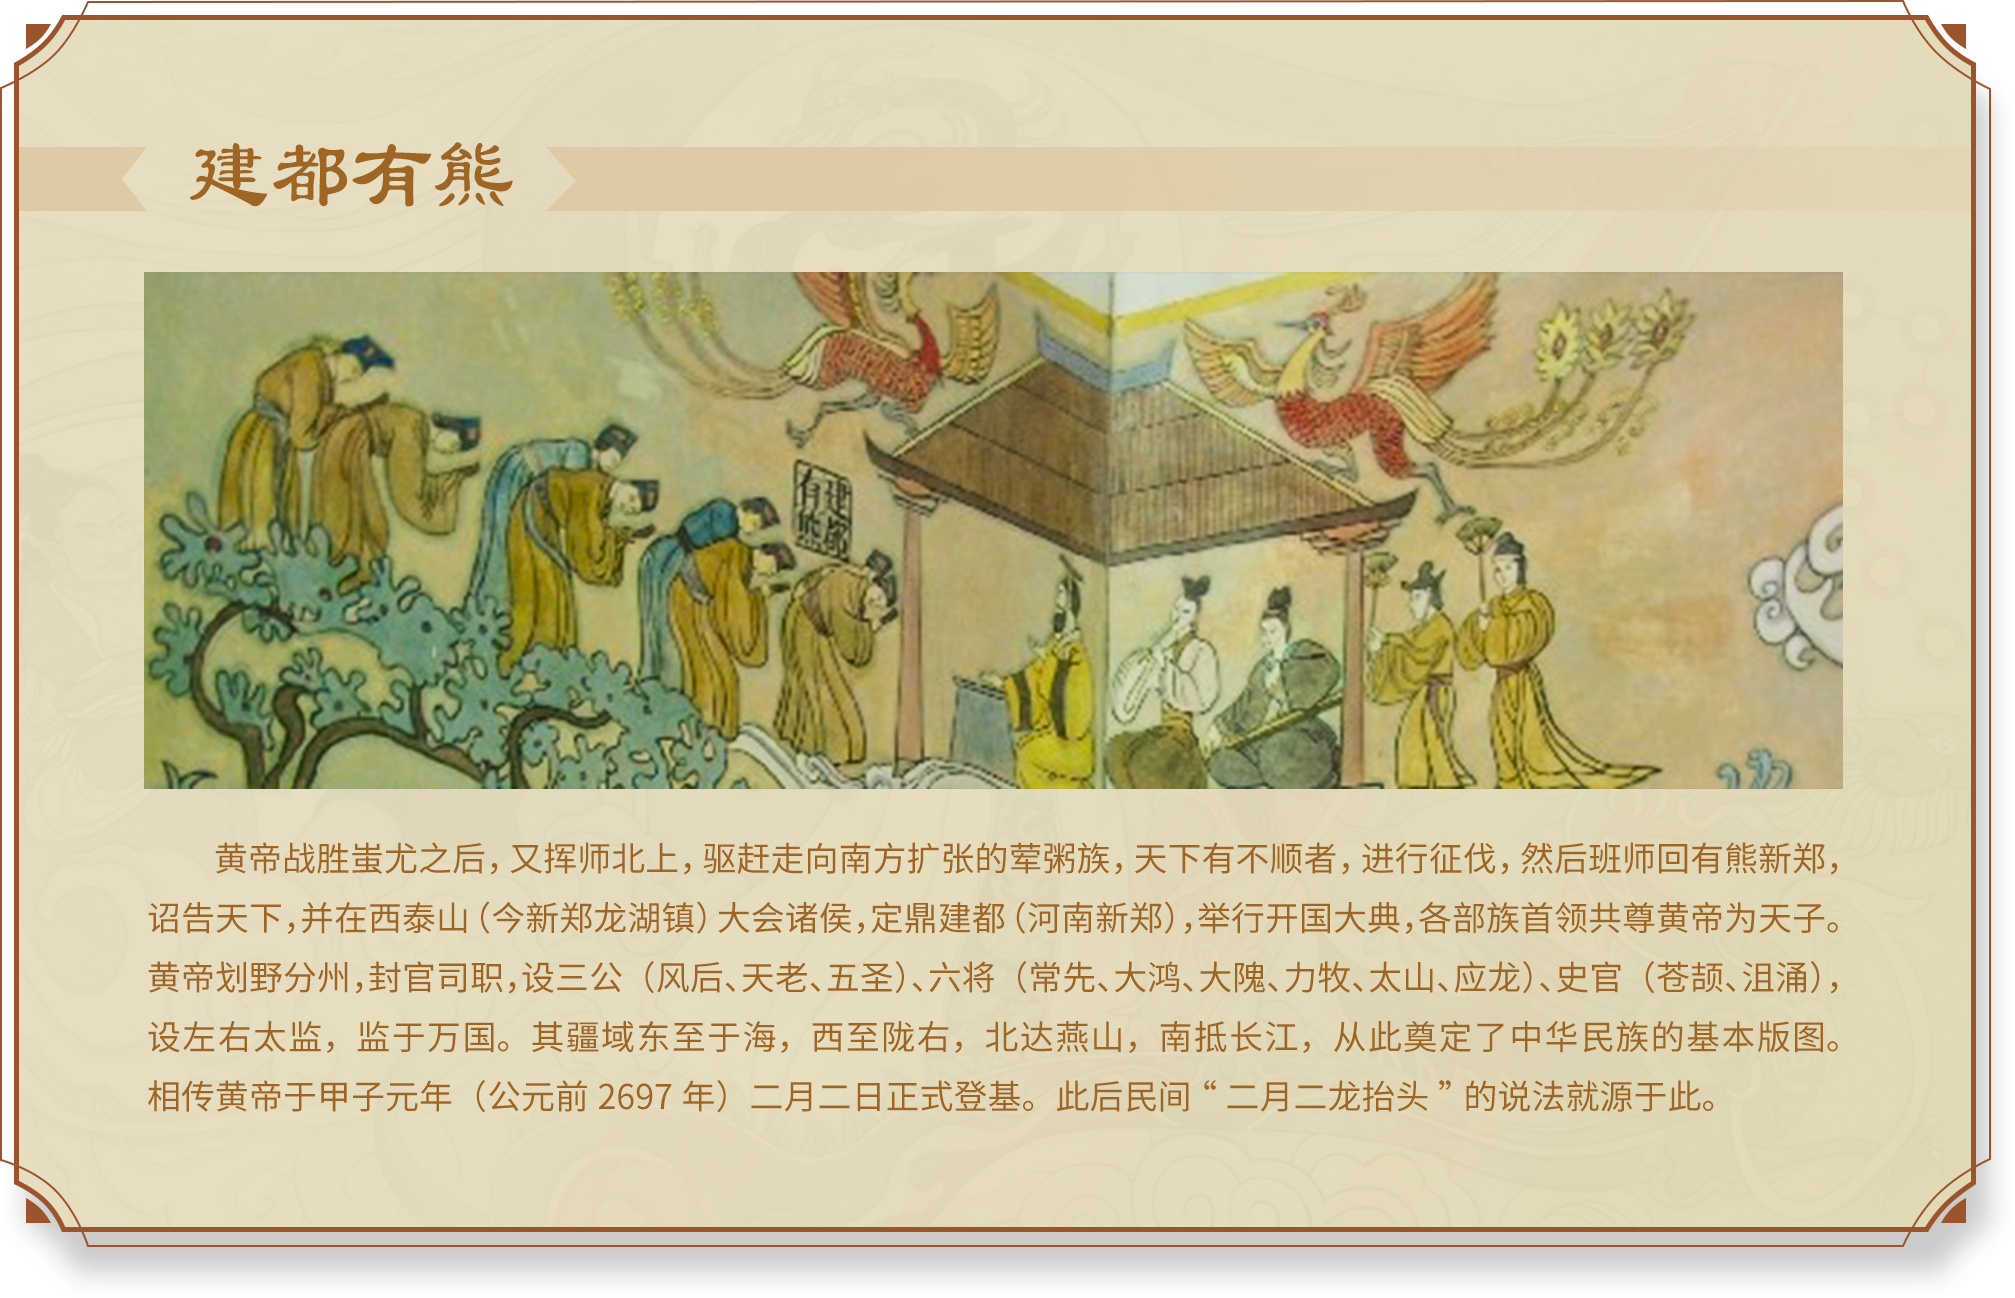 建都有熊
建都
有熊
黄帝战胜蚩尤之后，又挥师北上，驱赶走向南方扩张的荤粥族，天下有不顺者，进行征伐，然后班师回有熊新郑，
诏告天下，并在西泰山（今新郑龙湖镇）大会诸侯，定鼎建都（河南新郑），举行开国大典，各部族首领共尊黄帝为天子。
黄帝划野分州，封官司职，设三公（风后、天老、五圣）、六将（常先、大鸿、大隗、力牧、太山、应龙）、史官（苍颉、沮涌），
设左右太监，监于万国。其疆域东至于海，西至陇右，北达燕山，南抵长江，从此奠定了中华民族的基本版图。
相传黄帝于甲子元年（公元前 2697 年）二月二日正式登基。此后民间“二月二龙抬头”的说法就源于此。